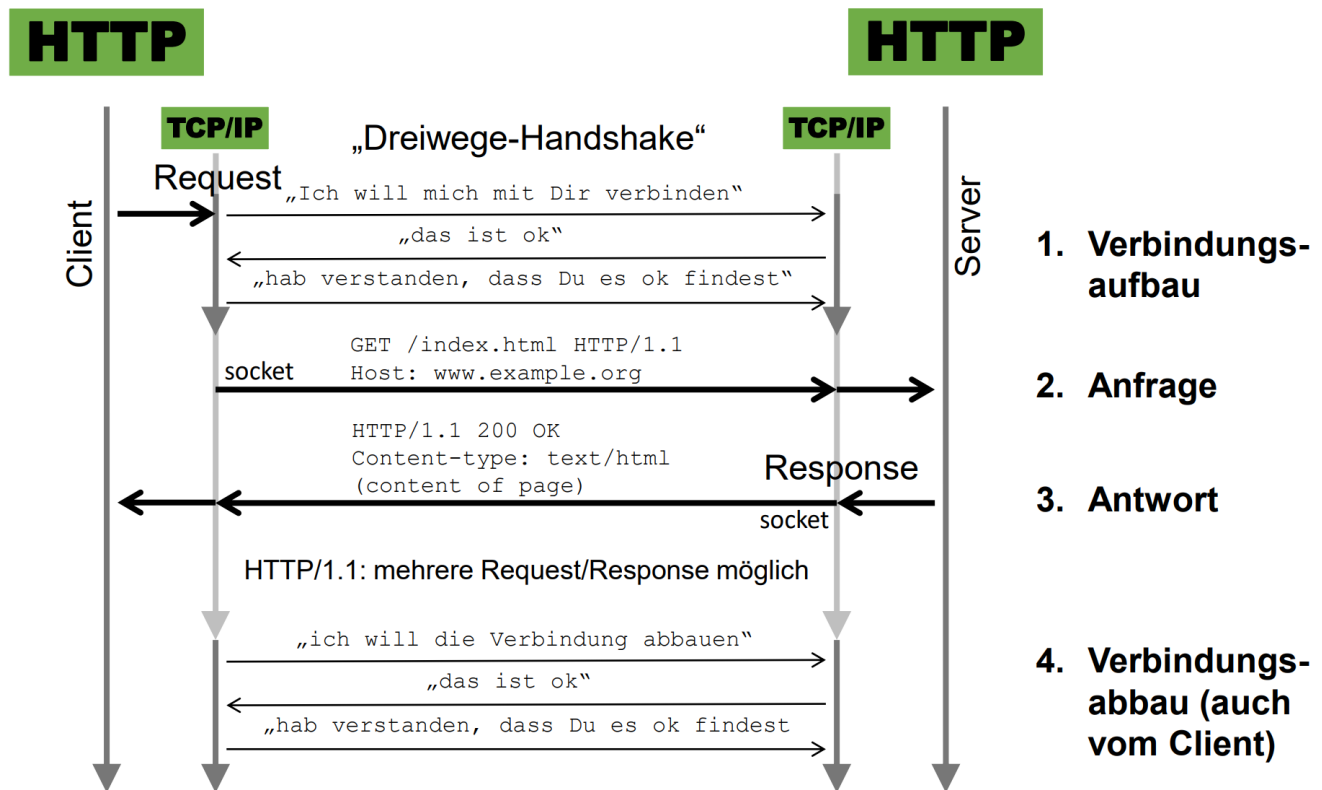 HTTP
HTTP
TCP/IP
„Dreiwege-Handshake“
TCP/IP
Request
Client
Server
„Ich will mich mit Dir verbinden“
„das ist ok“
„hab verstanden, dass Du es ok findest“
1. Verbindungs-
aufbau
GET /index.html HTTP/1.1
Host: www.example.org
socket
2. Anfrage
HTTP/1.1 200 OK
Content-type: text/html
(content of page)
Response
socket
3. Antwort
HTTP/1.1: mehrere Request/Response möglich
„ich will die Verbindung abbauen“
„das ist ok“
„hab verstanden, dass Du es ok findest
4. Verbindungs-
abbau (auch
vom Client)